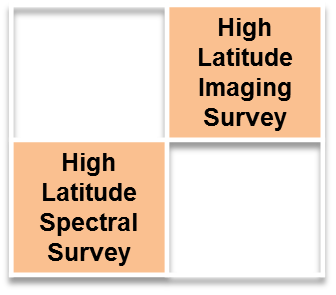 High
Latitude
Imaging
Survey
High
Latitude
Spectral
Survey